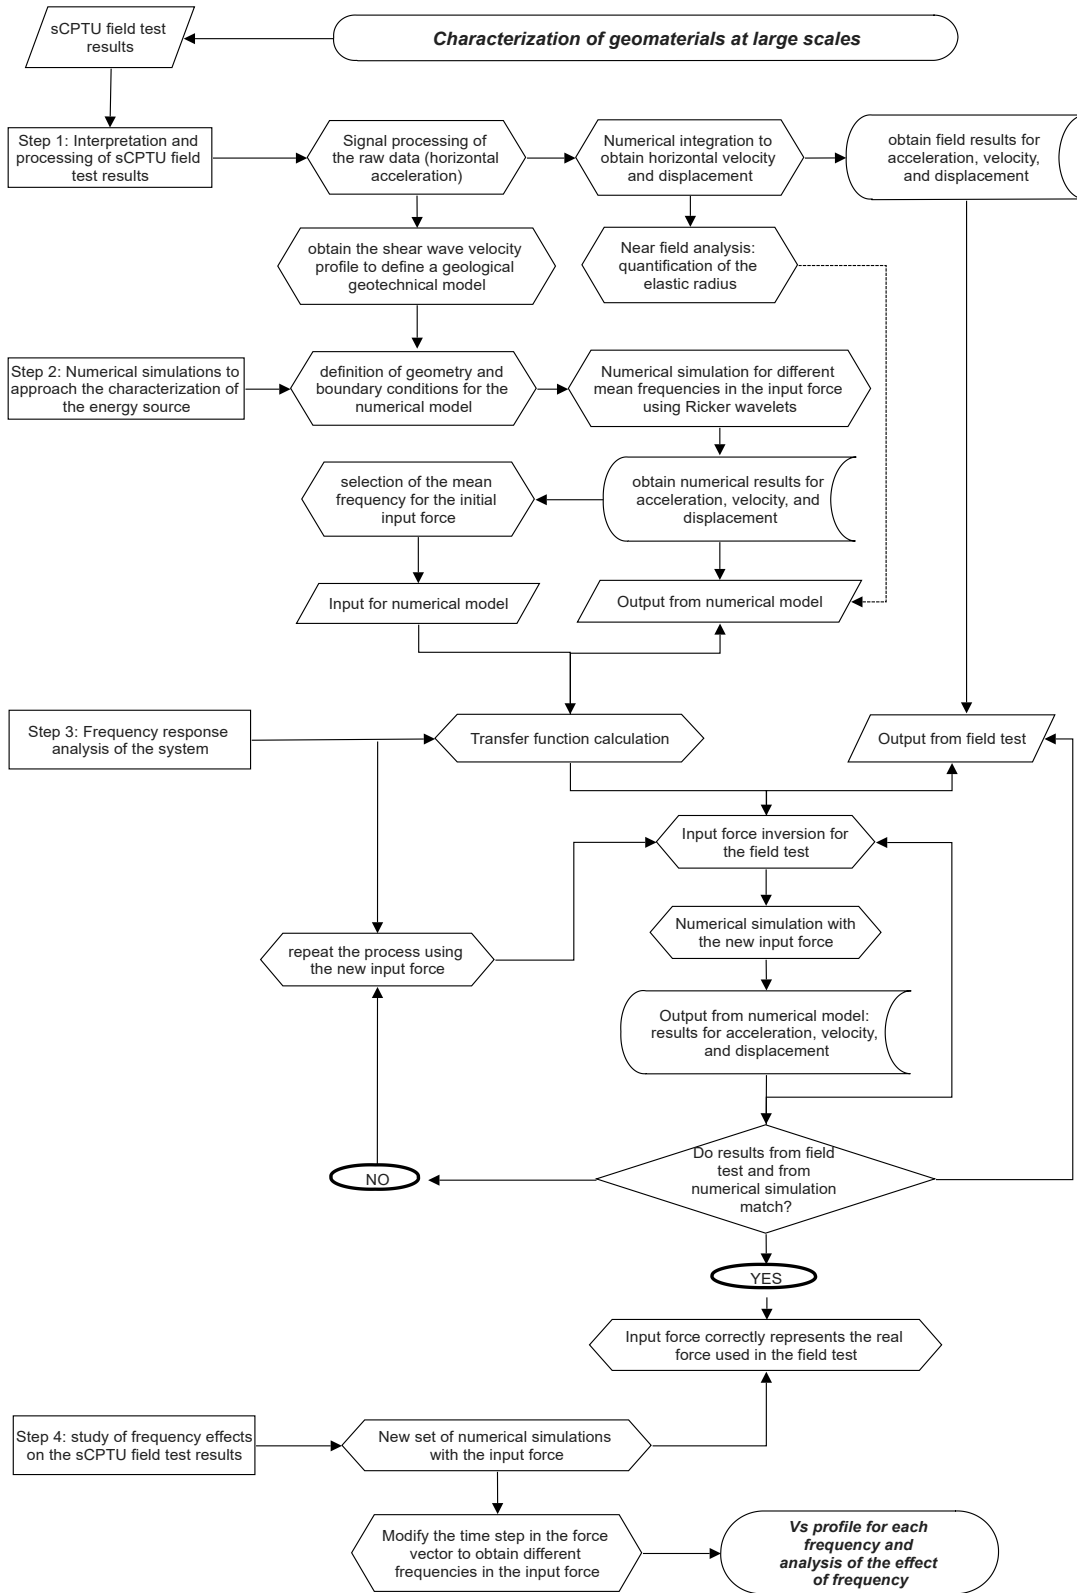 sCPTU field test
results
Characterization of geomaterials at large scales
Step 1: Interpretation and
processing of sCPTU field
test results
Signal processing of
the raw data (horizontal
acceleration)
Numerical integration to
obtain horizontal velocity
and displacement
obtain field results for
acceleration, velocity,
and displacement
obtain the shear wave velocity
profile to define a geological
geotechnical model
Near field analysis:
quantification of the
elastic radius
Step 2: Numerical simulations to
approach the characterization of
the energy source
definition of geometry and
boundary conditions for the
numerical model
Numerical simulation for different
mean frequencies in the input force
using Ricker wavelets
selection of the mean
frequency for the initial
input force
obtain numerical results for
acceleration, velocity, and
displacement
Input for numerical model
Output from numerical model
Step 3: Frequency response
analysis of the system
Transfer function calculation
Output from field test
Input force inversion for
the field test
Numerical simulation with
the new input force
repeat the process using
the new input force
Output from numerical model:
results for acceleration, velocity,
and displacement
Do results from field
test and from
numerical simulation
match?
NO
YES
Input force correctly represents the real
force used in the field test
Step 4: study of frequency effects
on the sCPTU field test results
New set of numerical simulations
with the input force
Modify the time step in the force
vector to obtain different
frequencies in the input force
Vs profile for each
frequency and
analysis of the effect
of frequency